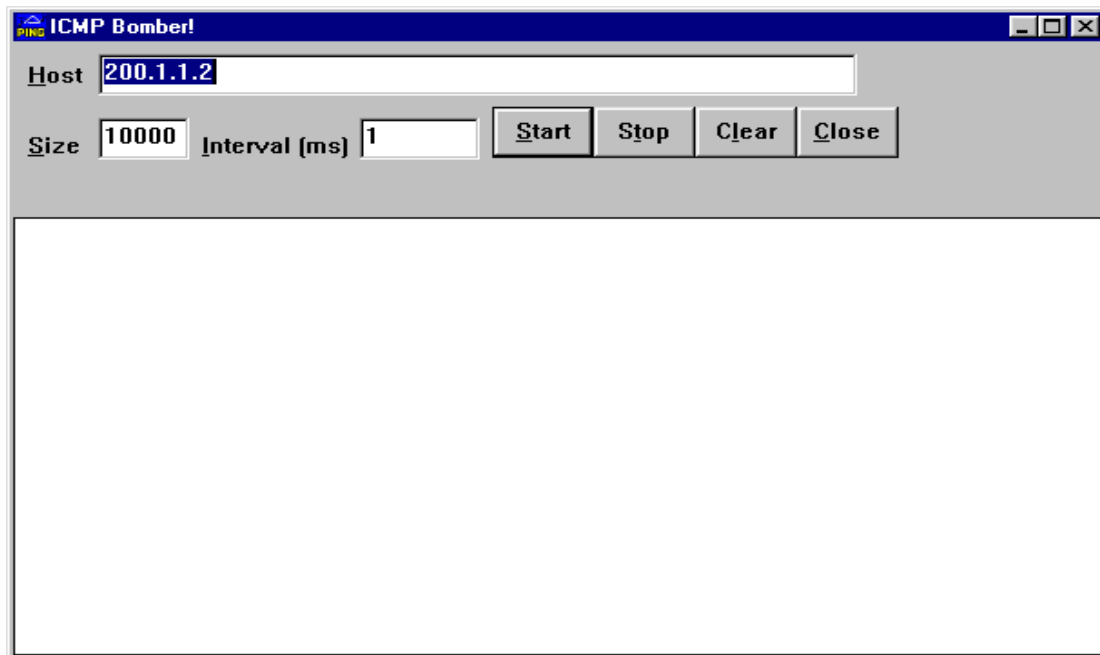 PING ICMP Bomber!
Host 200.1.1.2
Size 10000 Interval (ms) 1 Start Stop Clear Close